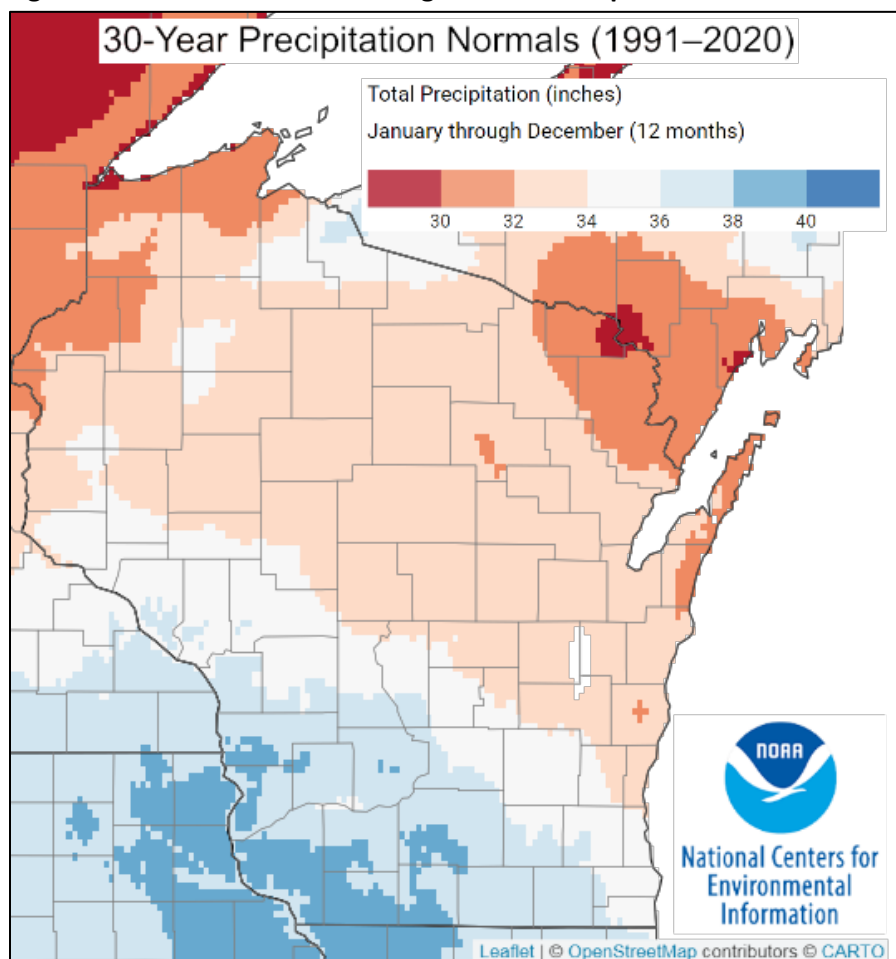 30-Year Precipitation Normals (1991–2020)
Total Precipitation (inches)
January through December (12 months)
30 32 34 36 38 40
NOAA
National Centers for
Environmental
Information
Leaflet | © OpenStreetMap contributors © CARTO